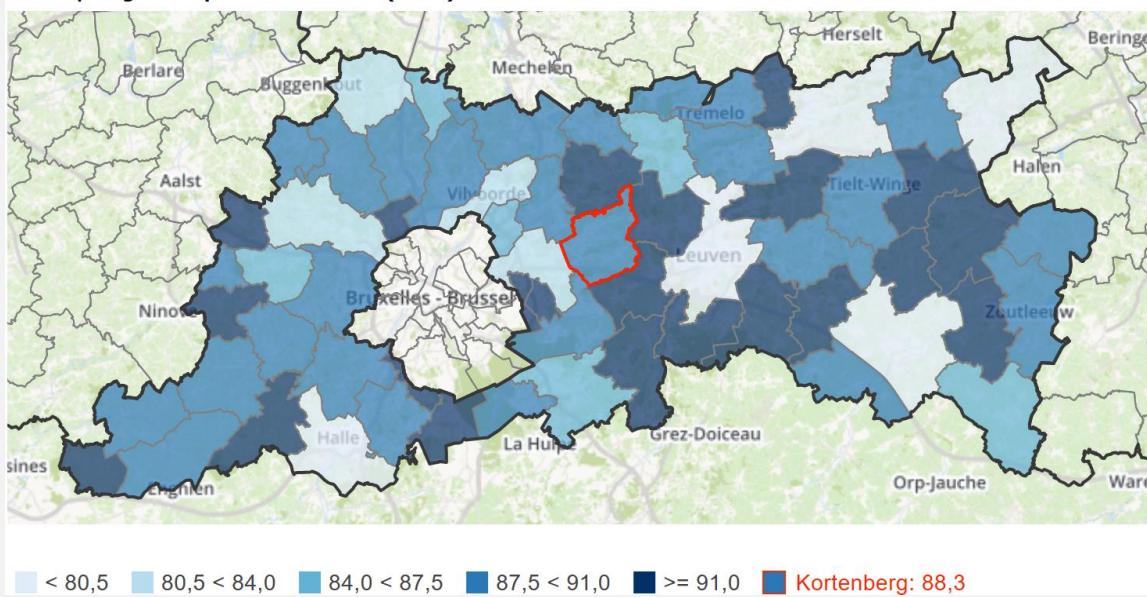 Herselt
Beringe
Berlare
Mechelen
Buggenhout
Tremelo
Halen
Aalst
Vilvoorde
Tielt-Winge
Leuven
Bruxelles - Brussel
Ninove
Zoutleeuw
Halle
La Hulpe
Grez-Doiceau
sines
Enghien
Orp-Jauche
Ware
< 80,5 80,5 < 84,0 84,0 < 87,5 87,5 < 91,0 >= 91,0 Kortenberg: 88,3